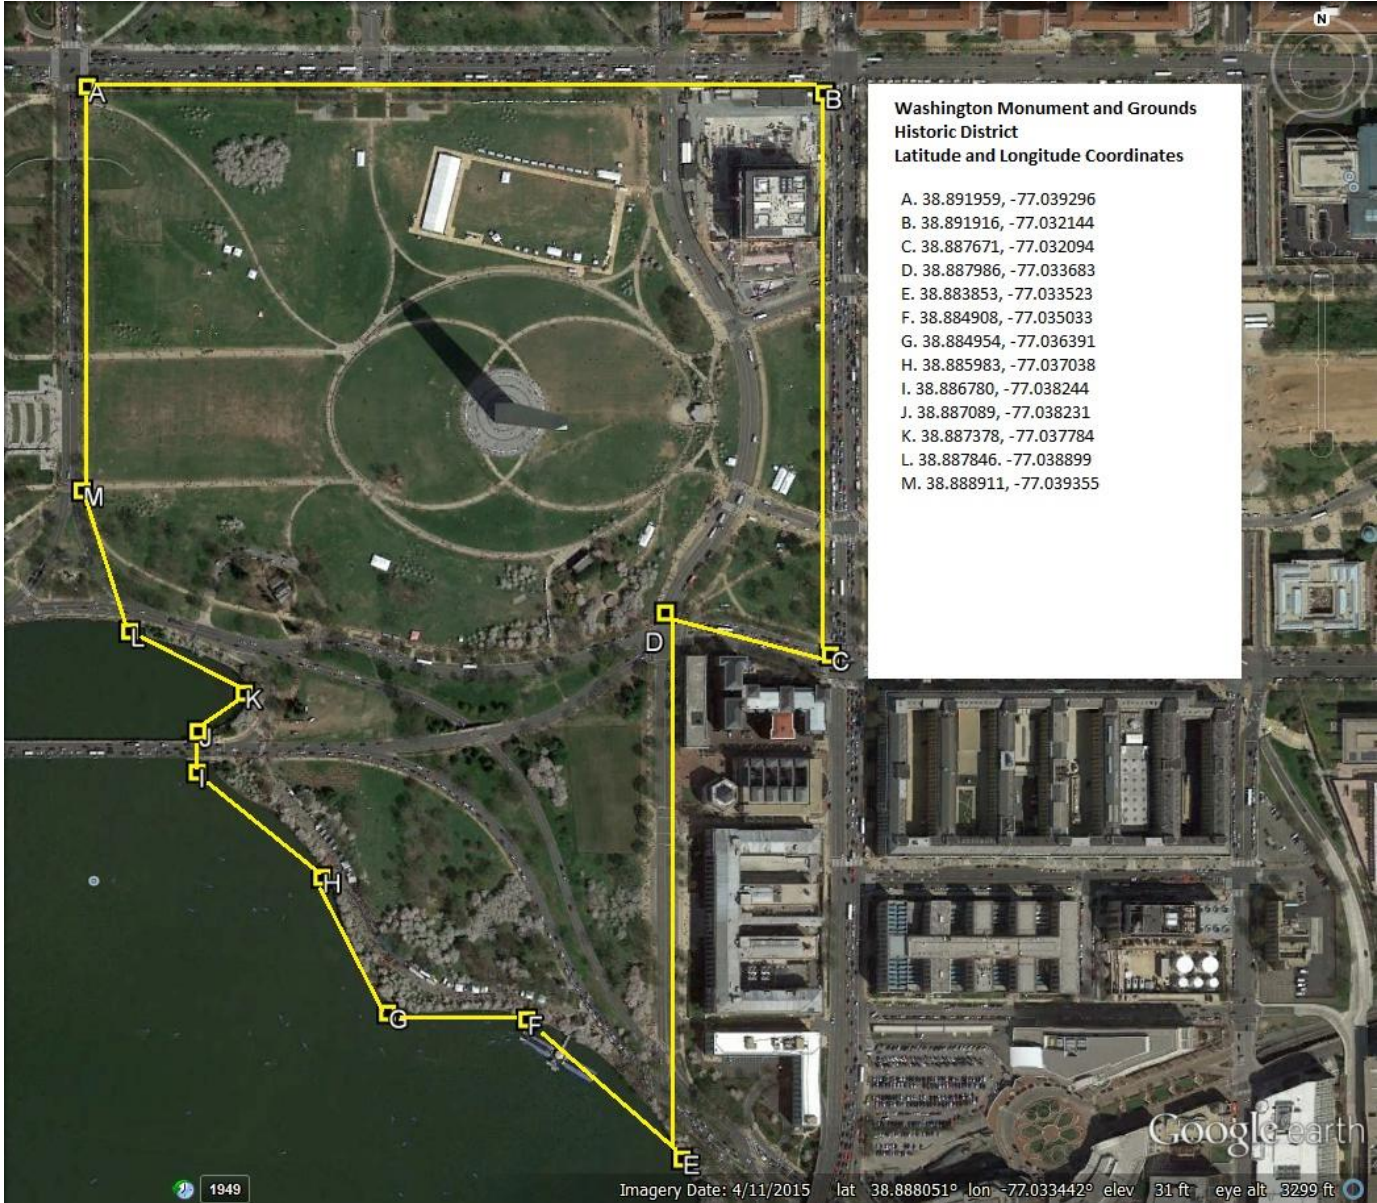 N
A
B
Washington Monument and Grounds
Historic District
Latitude and Longitude Coordinates
A. 38.891959, -77.039296
B. 38.891916, -77.032144
C. 38.887671, -77.032094
D. 38.887986, -77.033683
E. 38.883853, -77.033523
F. 38.884908, -77.035033
G. 38.884954, -77.036391
H. 38.885983, -77.037038
I. 38.886780, -77.038244
J. 38.887089, -77.038231
K. 38.887378, -77.037784
L. 38.887846. -77.038899
M. 38.888911, -77.039355
M
L
D
C
K
J
I
H
G
F
E
Google earth
1949
Imagery Date: 4/11/2015 lat 38.888051° lon -77.033442° elev 31 ft eye alt 3299 ft